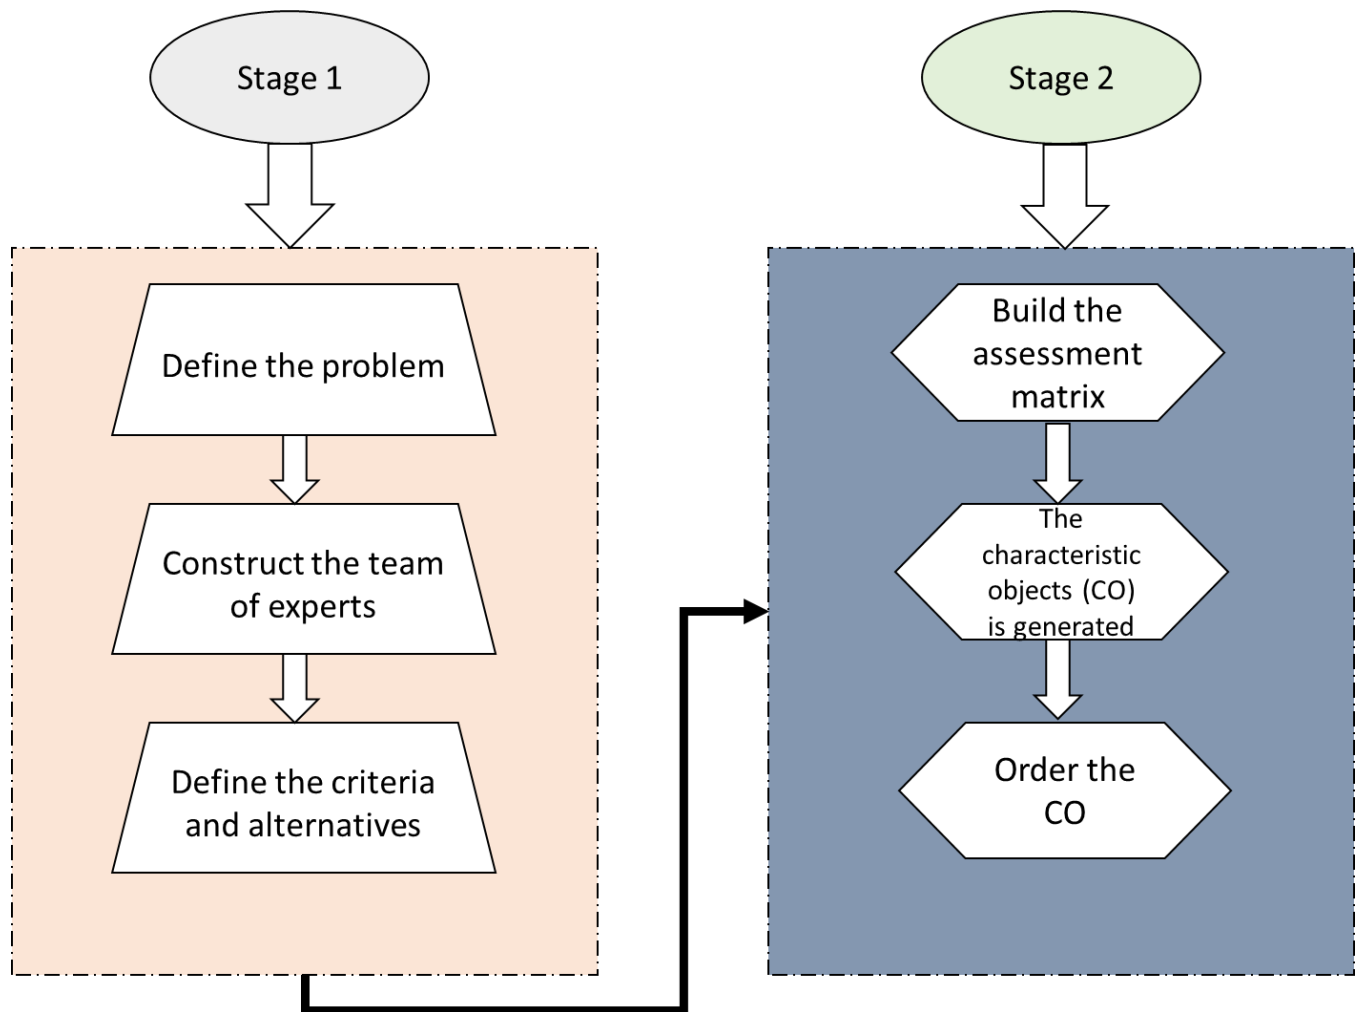 Stage 1
Define the problem
Construct the team
of experts
Define the criteria
and alternatives
Stage 2
Build the
assessment
matrix
The
characteristic
objects (CO)
is generated
Order the
CO